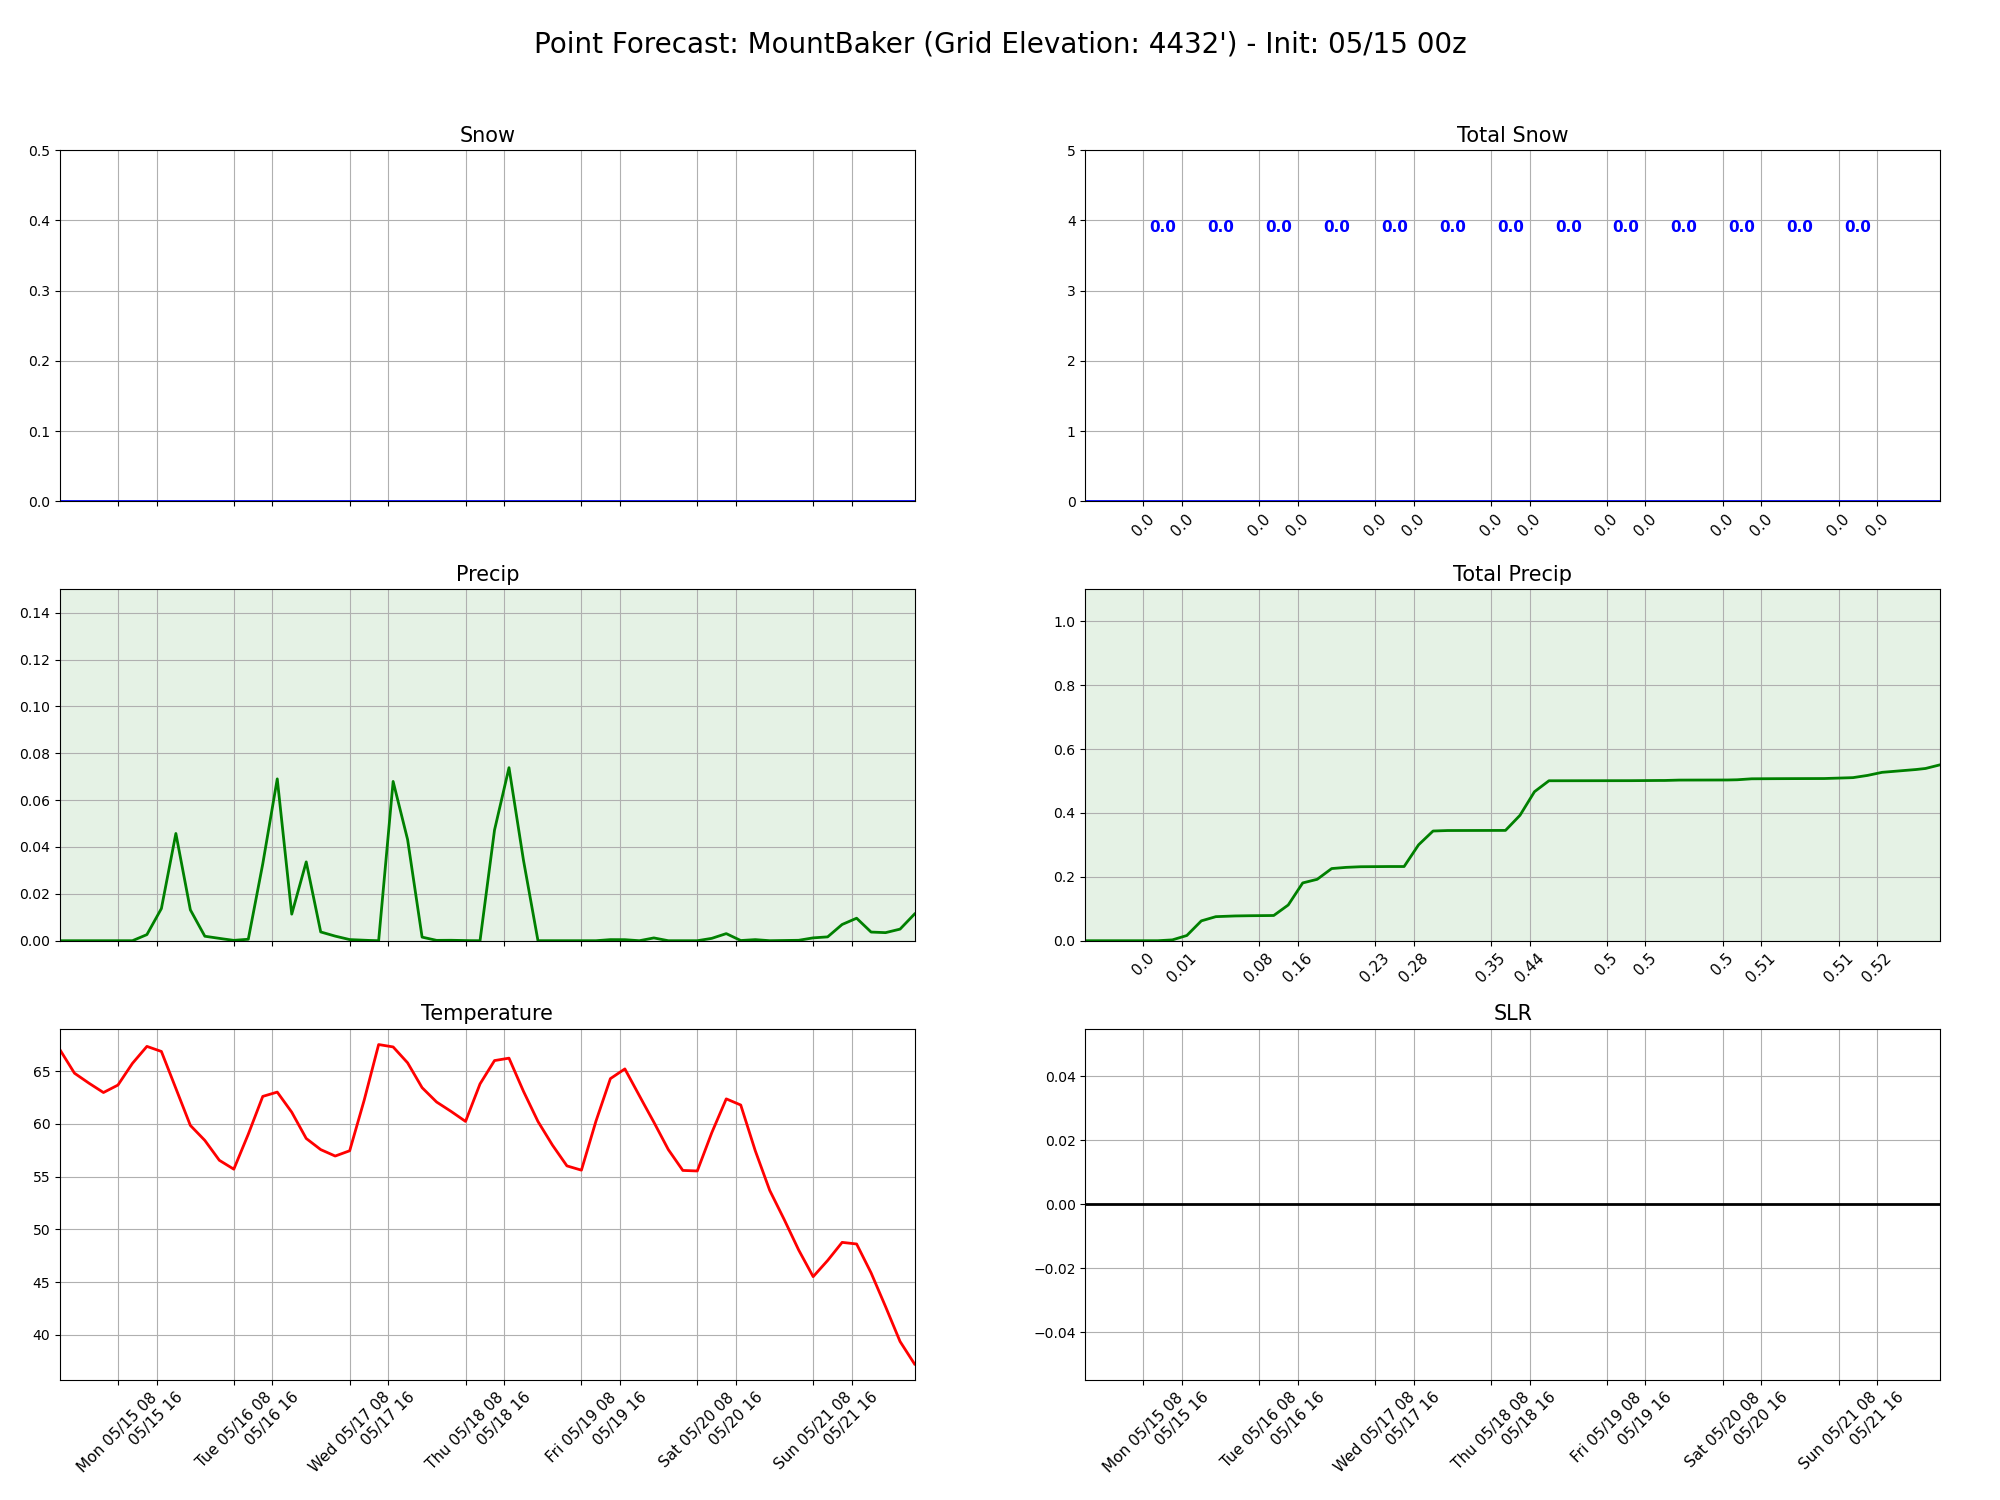 Point Forecast: MountBaker (Grid Elevation: 4432') - Init: 05/15 00z
Snow
0.5
0.4
0.3
0.2
0.1
0.0
Total Snow
5
4
3
2
1
0
0.0 0.0 0.0 0.0 0.0 0.0 0.0 0.0 0.0 0.0 0.0 0.0 0.0
0.0 0.0 0.0 0.0 0.0 0.0 0.0 0.0 0.0 0.0 0.0 0.0 0.0 0.0
Precip
0.14
0.12
0.10
0.08
0.06
0.04
0.02
0.00
Total Precip
1.0
0.8
0.6
0.4
0.2
0.0
0.0 0.01 0.08 0.16 0.23 0.28 0.35 0.44 0.5 0.5 0.5 0.51 0.51 0.52
Temperature
65
60
55
50
45
40
Mon 05/15 08
05/15 16
Tue 05/16 08
05/16 16
Wed 05/17 08
05/17 16
Thu 05/18 08
05/18 16
Fri 05/19 08
05/19 16
Sat 05/20 08
05/20 16
Sun 05/21 08
05/21 16
SLR
0.04
0.02
0.00
−0.02
−0.04
Mon 05/15 08
05/15 16
Tue 05/16 08
05/16 16
Wed 05/17 08
05/17 16
Thu 05/18 08
05/18 16
Fri 05/19 08
05/19 16
Sat 05/20 08
05/20 16
Sun 05/21 08
05/21 16